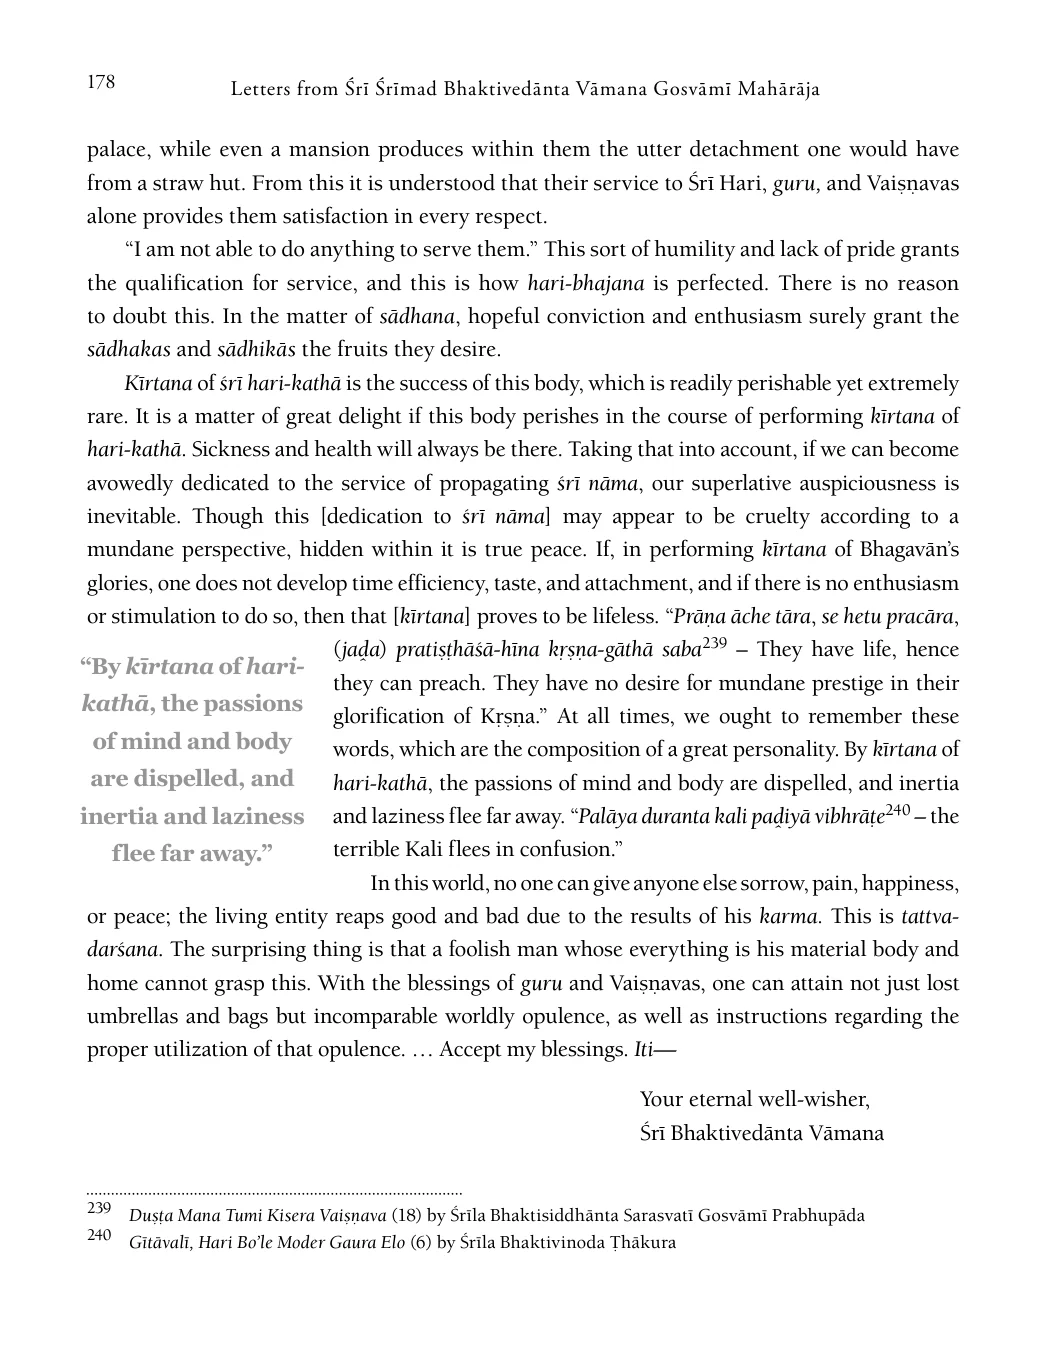 178
Letters from Śrī Śrīmad Bhaktivedānta Vāmana Gosvāmī Mahārāja
palace, while even a mansion produces within them the utter detachment one would have
from a straw hut. From this it is understood that their service to Śrī Hari, guru, and Vaiṣṇavas
alone provides them satisfaction in every respect.
“I am not able to do anything to serve them.” This sort of humility and lack of pride grants
the qualification for service, and this is how hari-bhajana is perfected. There is no reason
to doubt this. In the matter of sādhana, hopeful conviction and enthusiasm surely grant the
sādhakas and sādhikās the fruits they desire.
Kīrtana of śrī hari-kathā is the success of this body, which is readily perishable yet extremely
rare. It is a matter of great delight if this body perishes in the course of performing kīrtana of
hari-kathā. Sickness and health will always be there. Taking that into account, if we can become
avowedly dedicated to the service of propagating śrī nāma, our superlative auspiciousness is
inevitable. Though this [dedication to śrī nāma] may appear to be cruelty according to a
mundane perspective, hidden within it is true peace. If, in performing kīrtana of Bhagavān’s
glories, one does not develop time efficiency, taste, and attachment, and if there is no enthusiasm
or stimulation to do so, then that [kīrtana] proves to be lifeless. “Prāṇa āche tāra, se hetu pracāra,
(jaḓa) pratiṣṭhāśā-hīna kṛṣṇa-gāthā saba239 – They have life, hence
they can preach. They have no desire for mundane prestige in their
glorification of Kṛṣṇa.” At all times, we ought to remember these
words, which are the composition of a great personality. By kīrtana of
hari-kathā, the passions of mind and body are dispelled, and inertia
and laziness flee far away. “Palāya duranta kali paḓiyā vibhrāṭe240 – the
terrible Kali flees in confusion.”
“By kīrtana of hari-
kathā, the passions
of mind and body
are dispelled, and
inertia and laziness
flee far away.”
In this world, no one can give anyone else sorrow, pain, happiness,
or peace; the living entity reaps good and bad due to the results of his karma. This is tattva-
darśana. The surprising thing is that a foolish man whose everything is his material body and
home cannot grasp this. With the blessings of guru and Vaiṣṇavas, one can attain not just lost
umbrellas and bags but incomparable worldly opulence, as well as instructions regarding the
proper utilization of that opulence. … Accept my blessings. Iti—
Your eternal well-wisher,
Śrī Bhaktivedānta Vāmana
239 Duṣṭa Mana Tumi Kisera Vaiṣṇava (18) by Śrīla Bhaktisiddhānta Sarasvatī Gosvāmī Prabhupāda
240 Gītāvalī, Hari Bo’le Moder Gaura Elo (6) by Śrīla Bhaktivinoda Ṭhākura